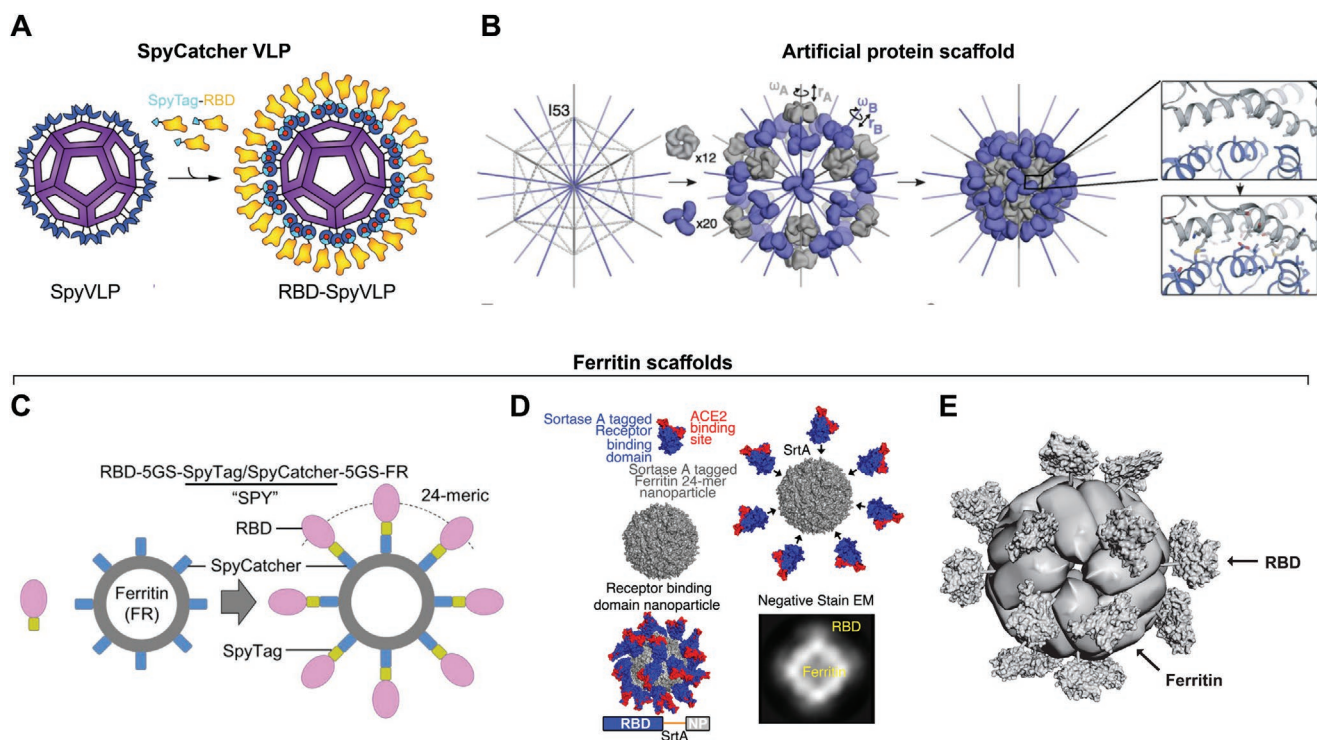 A
SpyCatcher VLP
SpyTag-RBD
SpyVLP
RBD-SpyVLP
B
Artificial protein scaffold
I53
x12
x20
ωA
rA
ωB
rB
Ferritin scaffolds
C
RBD-5GS-SpyTag/SpyCatcher-5GS-FR
"SPY"
24-meric
RBD
SpyCatcher
Ferritin
(FR)
SpyTag
D
Sortase A tagged
Receptor
binding
domain
ACE2
binding
site
Sortase A tagged
Ferritin 24-mer
nanoparticle
SrtA
Receptor binding
domain nanoparticle
RBD
NP
SrtA
Negative Stain EM
RBD
Ferritin
E
RBD
Ferritin